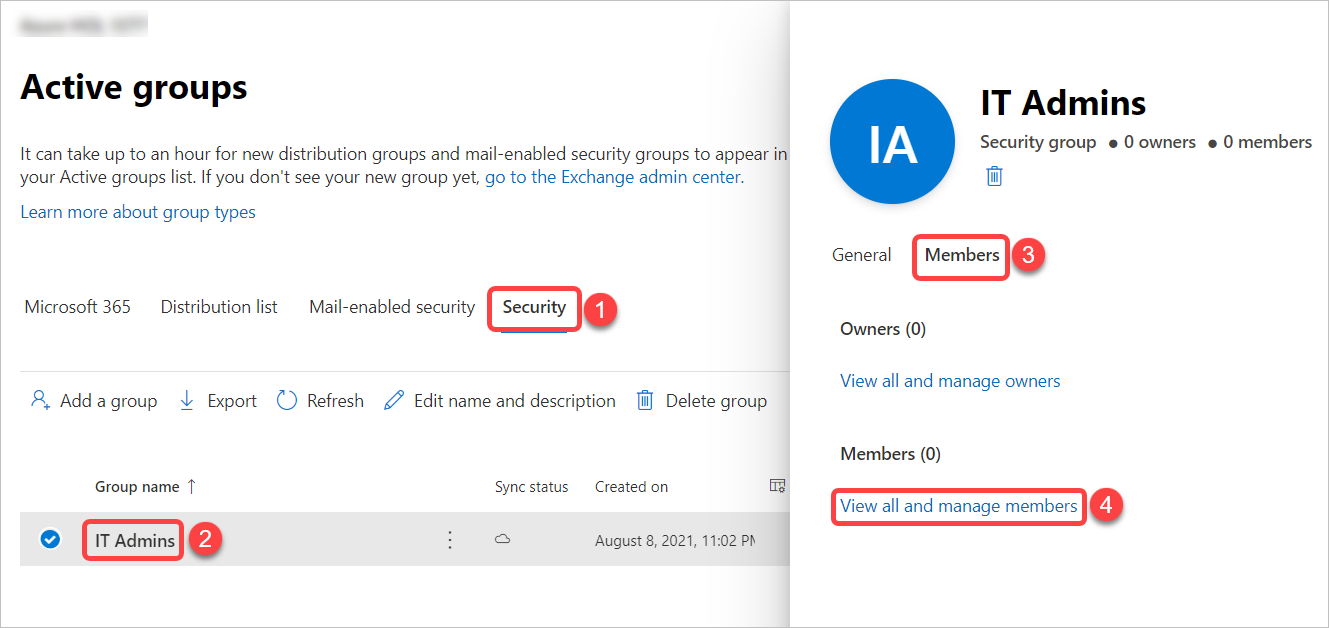 Active groups
It can take up to an hour for new distribution groups and mail-enabled security groups to appear in
your Active groups list. If you don't see your new group yet, go to the Exchange admin center.
Learn more about group types
Microsoft 365 Distribution list Mail-enabled security Security 1
Add a group Export Refresh Edit name and description Delete group
Group name ↑ Sync status Created on
IT Admins 2 August 8, 2021, 11:02 PM
IA
IT Admins
Security group ● 0 owners ● 0 members
General Members 3
Owners (0)
View all and manage owners
Members (0)
View all and manage members 4